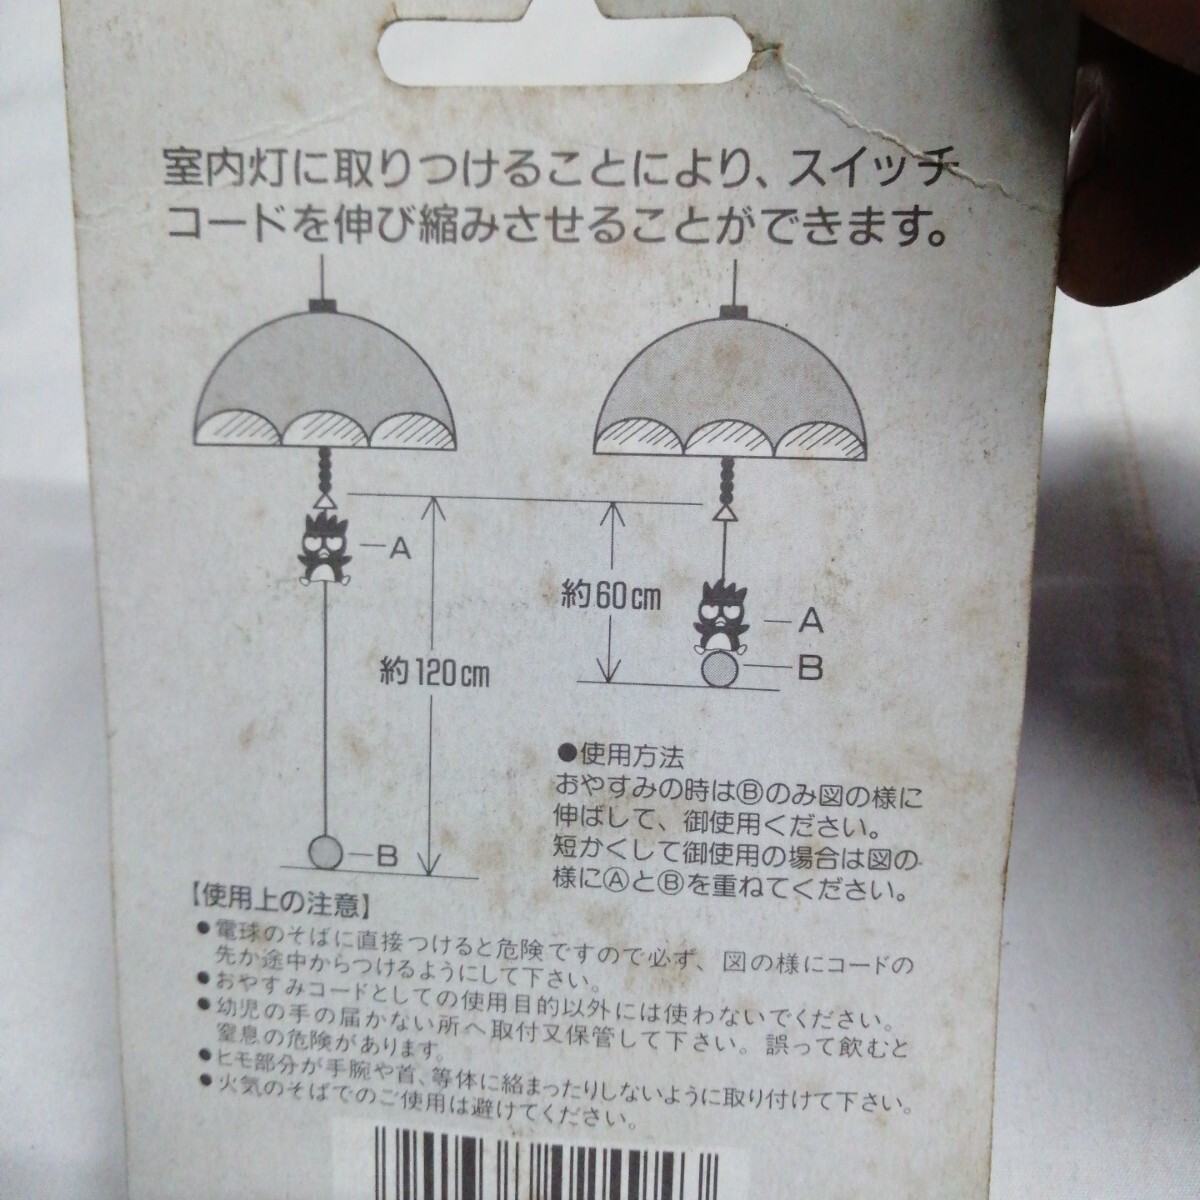 室内灯に取りつけることにより、スイッチ
コードを伸び縮みさせることができます。
A
約120cm
B
約60cm
A
B
●使用方法
おやすみの時はⒷのみ図の様に
伸ばして、御使用ください。
短かくして御使用の場合は図の
様にⒶとⒷを重ねてください。
【使用上の注意】
●電球のそばに直接つけると危険ですので必ず、図の様にコードの
先か途中からつけるようにして下さい。
●おやすみコードとしての使用目的以外には使わないでください。
●幼児の手の届かない所へ取付又保管して下さい。誤って飲むと
窒息の危険があります。
●ヒモ部分が手腕や首、等体に絡まったりしないように取り付けて下さい。
●火気のそばでのご使用は避けてください。